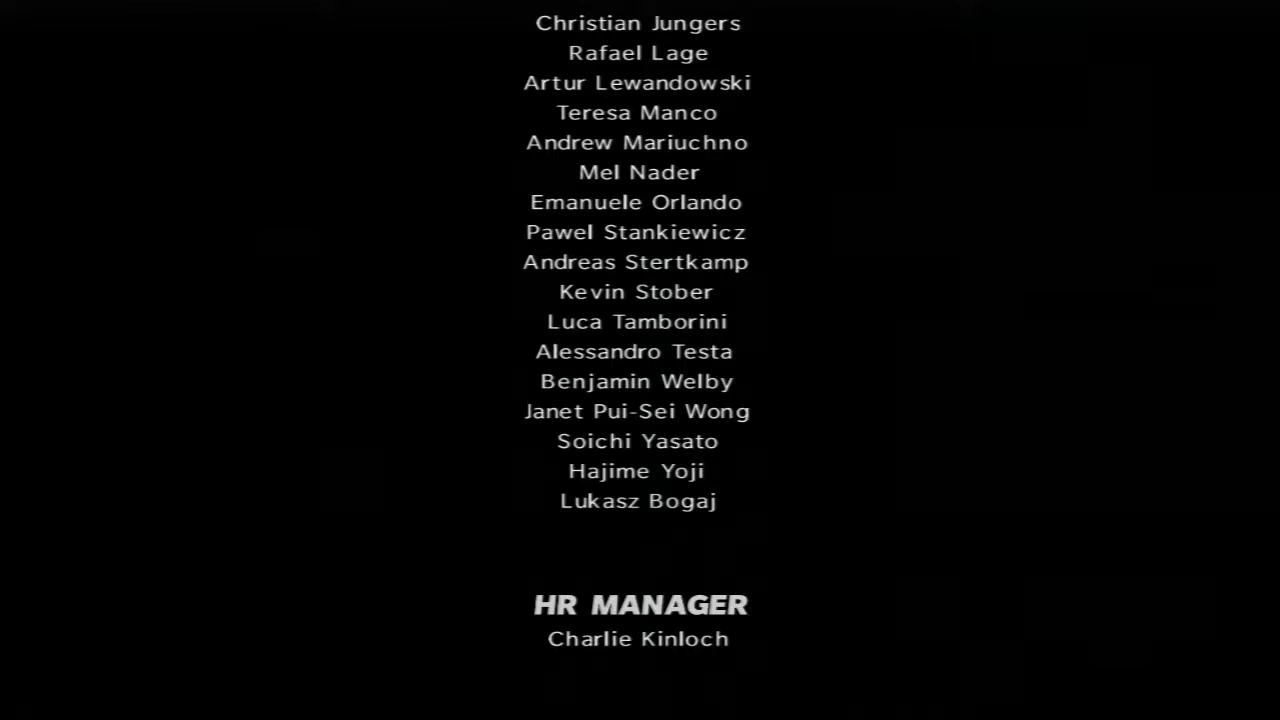 Christian Jungers
Rafael Lage
Artur Lewandowski
Teresa Manco
Andrew Mariuchno
Mel Nader
Emanuele Orlando
Pawel Stankiewicz
Andreas Stertkamp
Kevin Stober
Luca Tamborini
Alessandro Testa
Benjamin Welby
Janet Pui-Sei Wong
Soichi Yasato
Hajime Yoji
Lukasz Bogaj
HR MANAGER
Charlie Kinloch